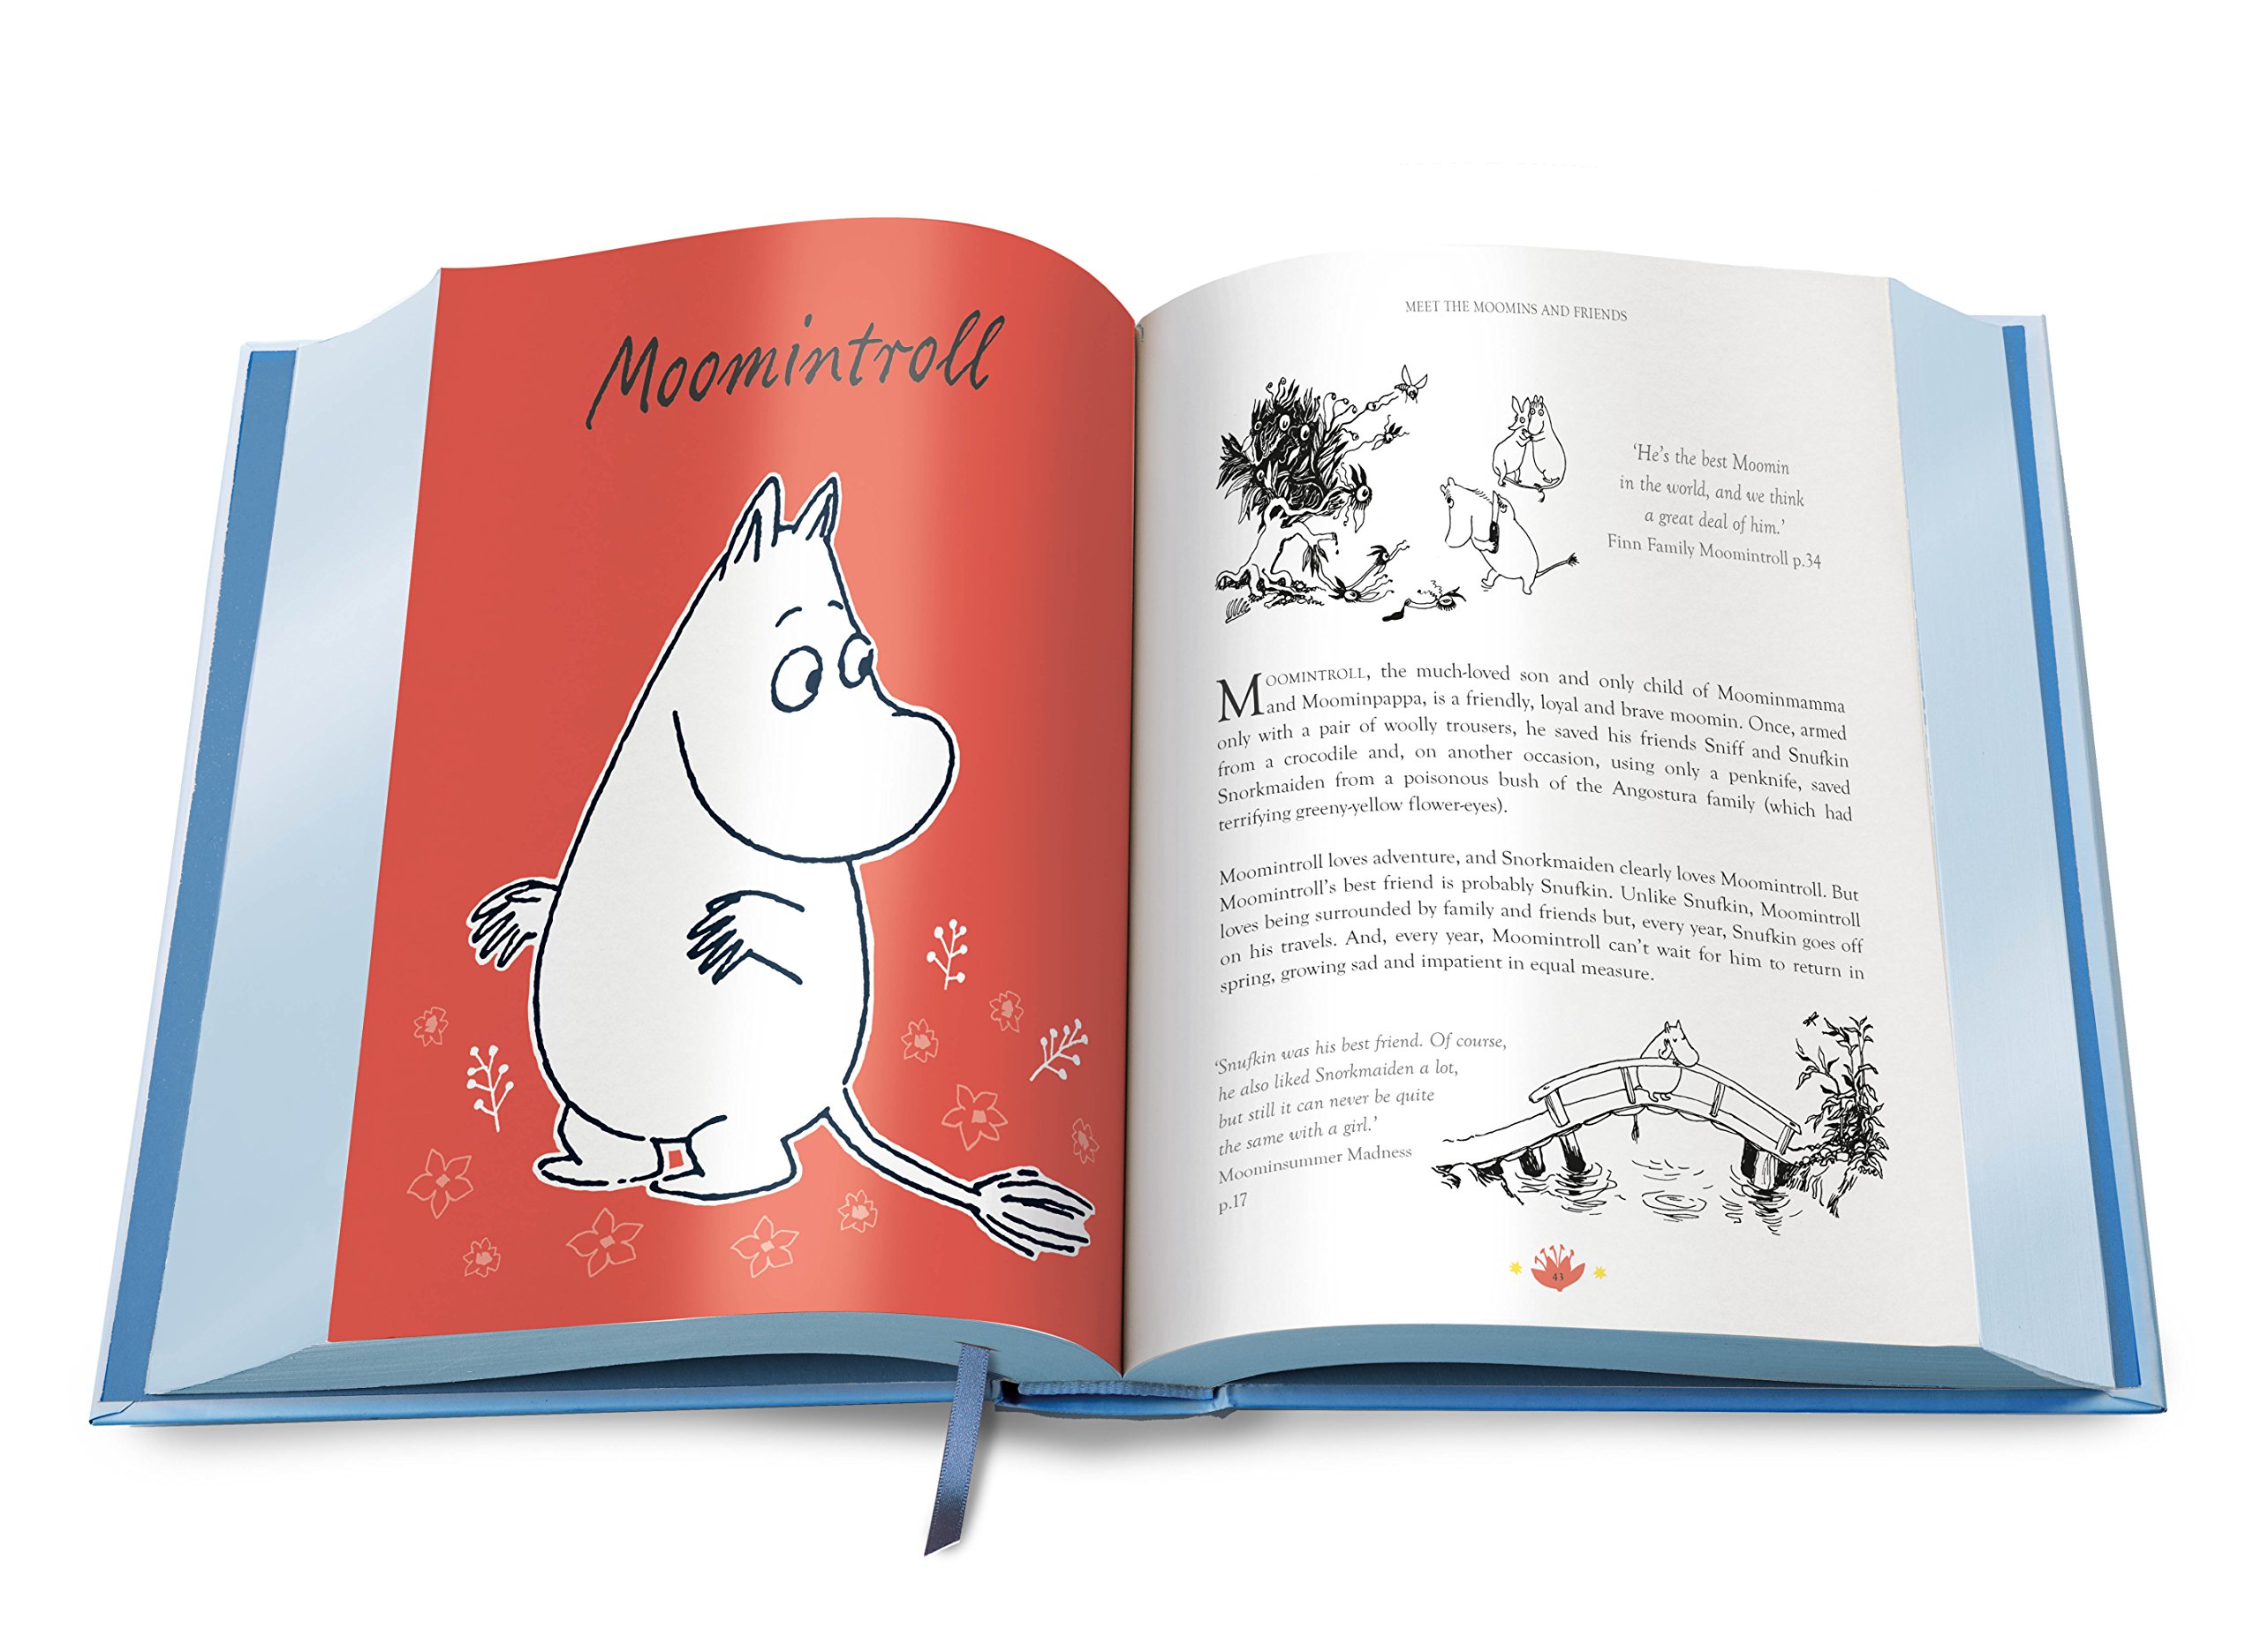 Moomintroll
MEET THE MOOMINS AND FRIENDS
‘He’s the best Moomin
in the world, and we think
a great deal of him.’
Finn Family Moomintroll p.34
MOOMINTROLL, the much-loved son and only child of Moominmamma
and Moominpappa, is a friendly, loyal and brave moomin. Once, armed
only with a pair of woolly trousers, he saved his friends Sniff and Snufkin
from a crocodile and, on another occasion, using only a penknife, saved
Snorkmaiden from a poisonous bush of the Angostura family (which had
terrifying greeny-yellow flower-eyes).
Moomintroll loves adventure, and Snorkmaiden clearly loves Moomintroll. But
Moomintroll’s best friend is probably Snufkin. Unlike Snufkin, Moomintroll
loves being surrounded by family and friends but, every year, Snufkin goes off
on his travels. And, every year, Moomintroll can’t wait for him to return in
spring, growing sad and impatient in equal measure.
‘Snufkin was his best friend. Of course,
he also liked Snorkmaiden a lot,
but still it can never be quite
the same with a girl.’
Moominsummer Madness
p.17
Tove
43